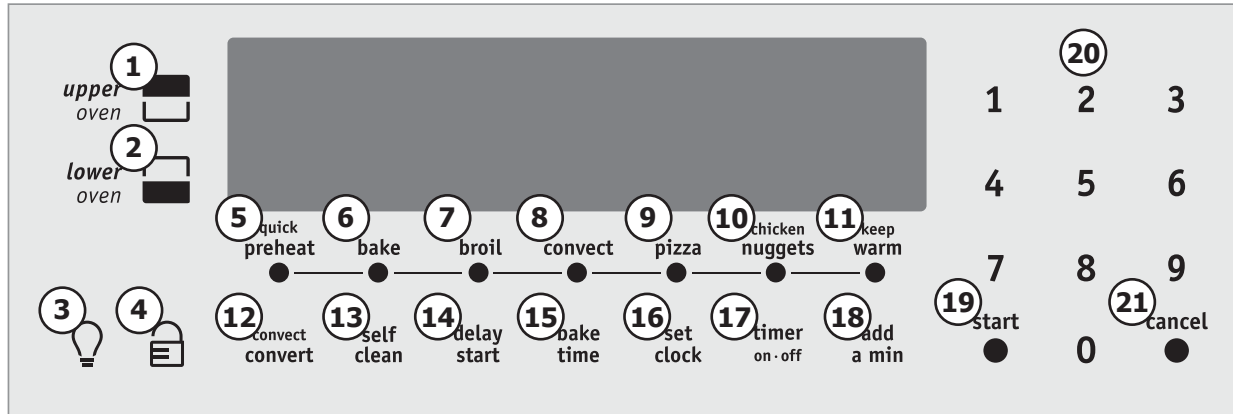 1
upper
oven
2
lower
oven
20
1 2 3
4 5 6
7 8 9
0
5 quick
preheat
6 bake
7 broil
8 convect
9 pizza
10 chicken
nuggets
11 keep
warm
3
4
12 convect
convert
13 self
clean
14 delay
start
15 bake
time
16 set
clock
17 timer
on·off
18 add
a min
19 start
21 cancel